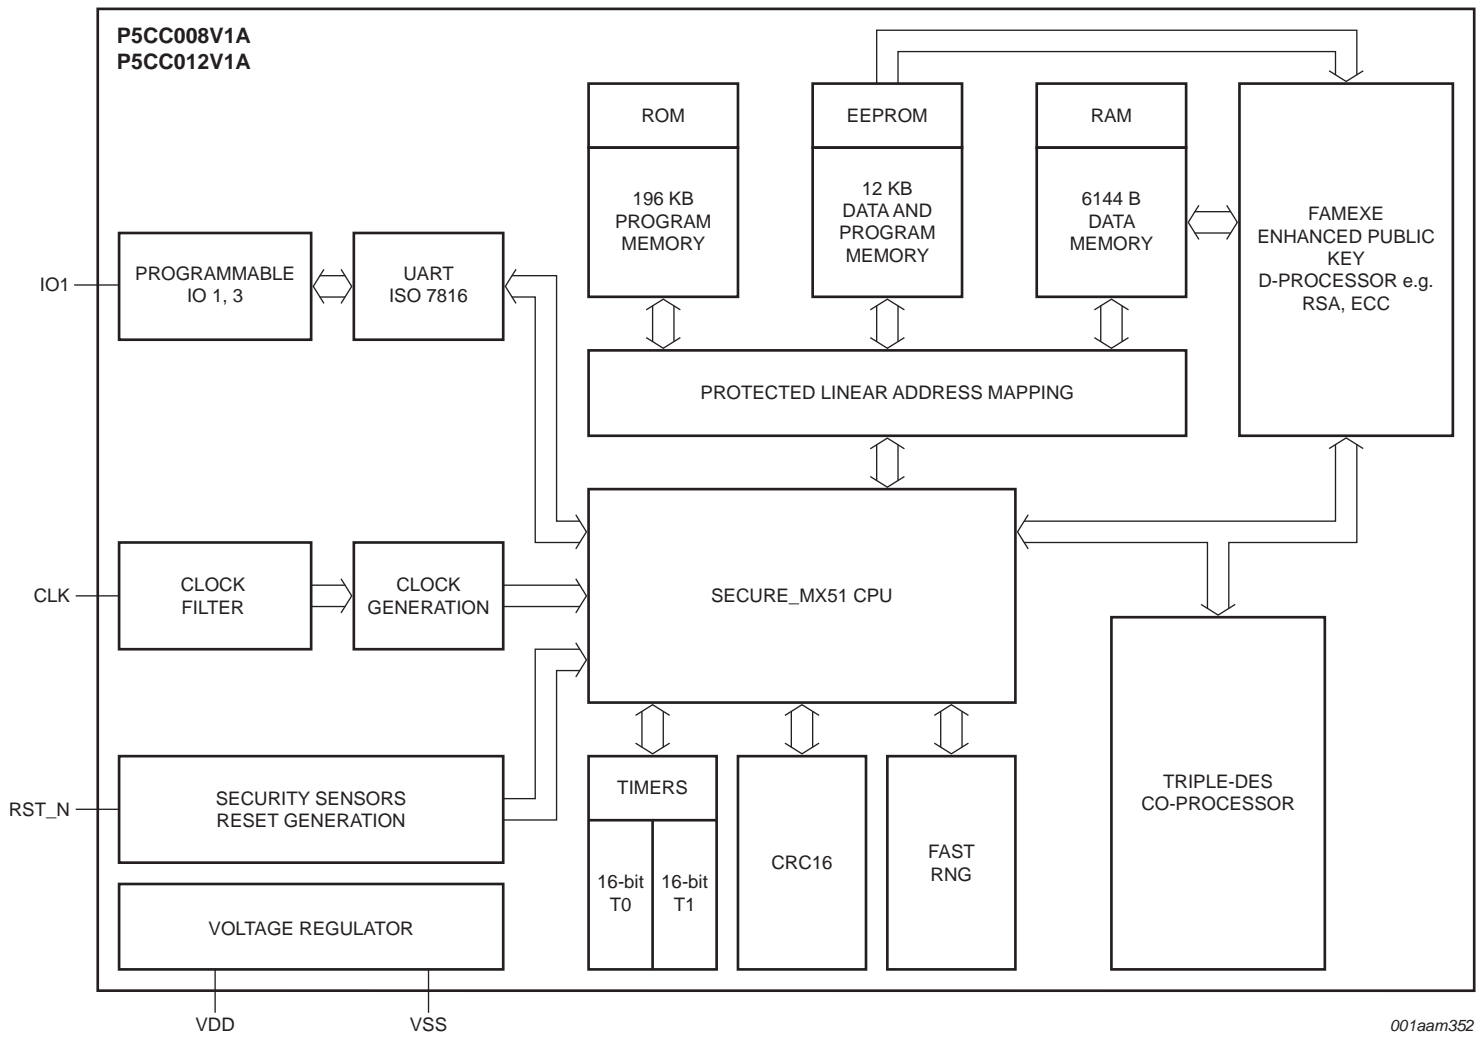 P5CC008V1A
P5CC012V1A
ROM
196 KB
PROGRAM
MEMORY
EEPROM
12 KB
DATA AND
PROGRAM
MEMORY
RAM
6144 B
DATA
MEMORY
FAMEXE
ENHANCED PUBLIC
KEY
D-PROCESSOR e.g.
RSA, ECC
IO1
PROGRAMMABLE
IO 1, 3
UART
ISO 7816
PROTECTED LINEAR ADDRESS MAPPING
CLK
CLOCK
FILTER
CLOCK
GENERATION
SECURE_MX51 CPU
RST_N
SECURITY SENSORS
RESET GENERATION
TIMERS
16-bit
T0
16-bit
T1
CRC16
FAST
RNG
TRIPLE-DES
CO-PROCESSOR
VOLTAGE REGULATOR
VDD
VSS
001aam352